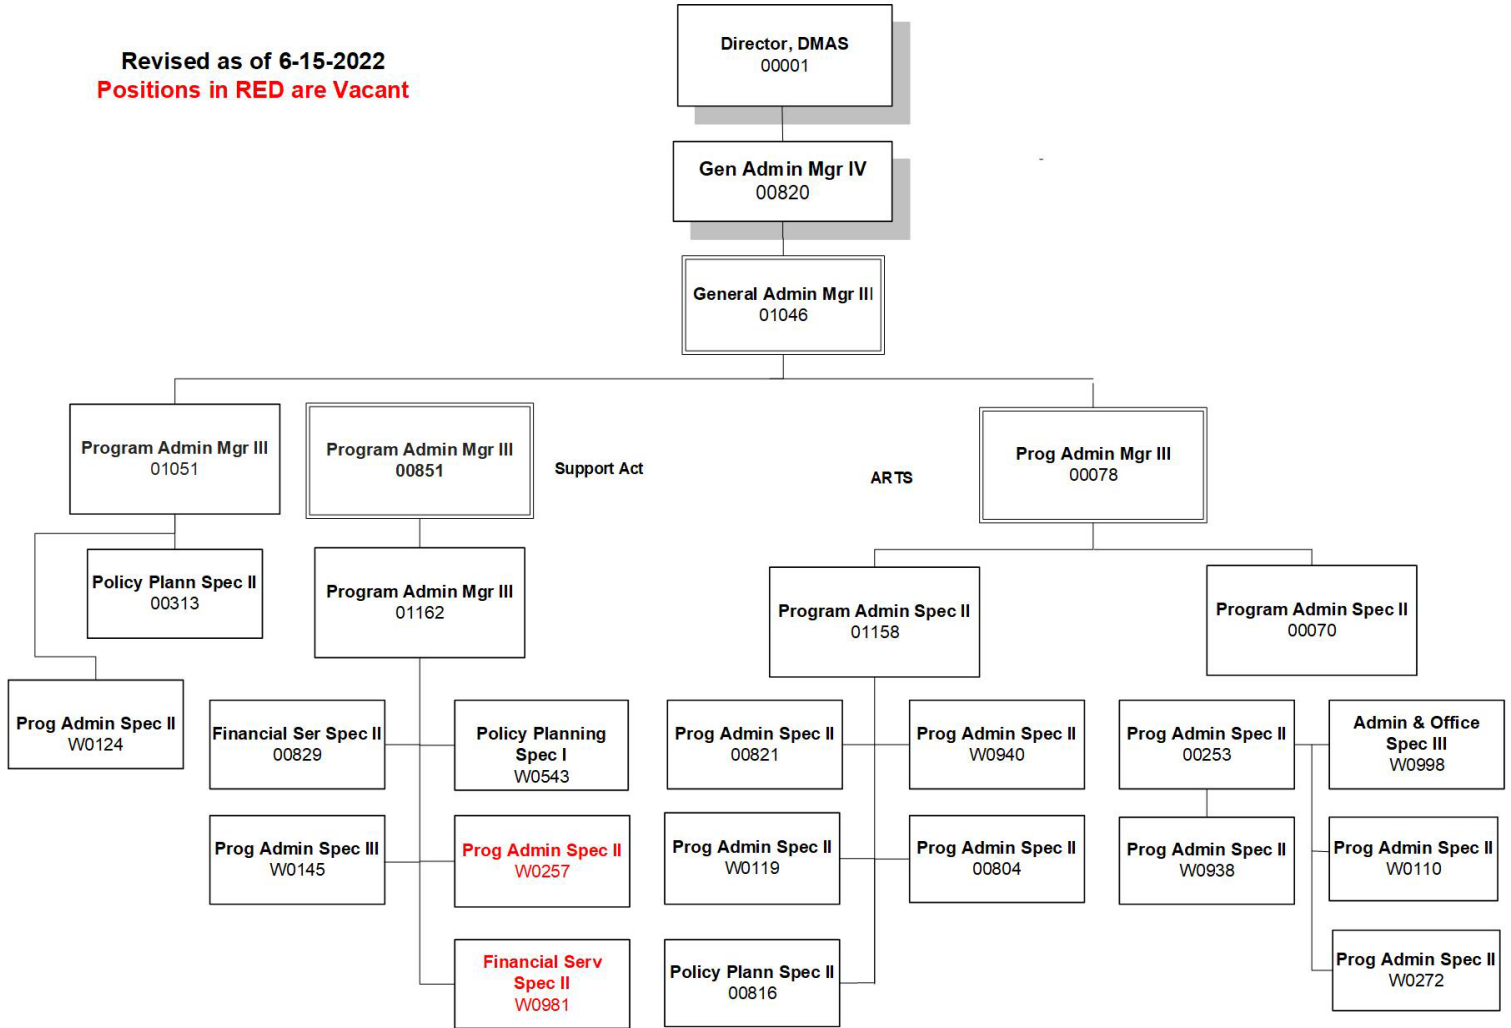 Revised as of 6-15-2022
Positions in RED are Vacant
Director, DMAS
00001
Gen Admin Mgr IV
00820
General Admin Mgr III
01046
Program Admin Mgr III
01051
Program Admin Mgr III
00851
Support Act
ARTS
Prog Admin Mgr III
00078
Policy Plann Spec II
00313
Program Admin Mgr III
01162
Program Admin Spec II
01158
Program Admin Spec II
00070
Prog Admin Spec II
W0124
Financial Ser Spec II
00829
Policy Planning
Spec I
W0543
Prog Admin Spec II
00821
Prog Admin Spec II
W0940
Prog Admin Spec II
00253
Admin & Office
Spec III
W0998
Prog Admin Spec III
W0145
Prog Admin Spec II
W0257
Prog Admin Spec II
W0119
Prog Admin Spec II
00804
Prog Admin Spec II
W0938
Prog Admin Spec II
W0110
Financial Serv
Spec II
W0981
Policy Plann Spec II
00816
Prog Admin Spec II
W0272